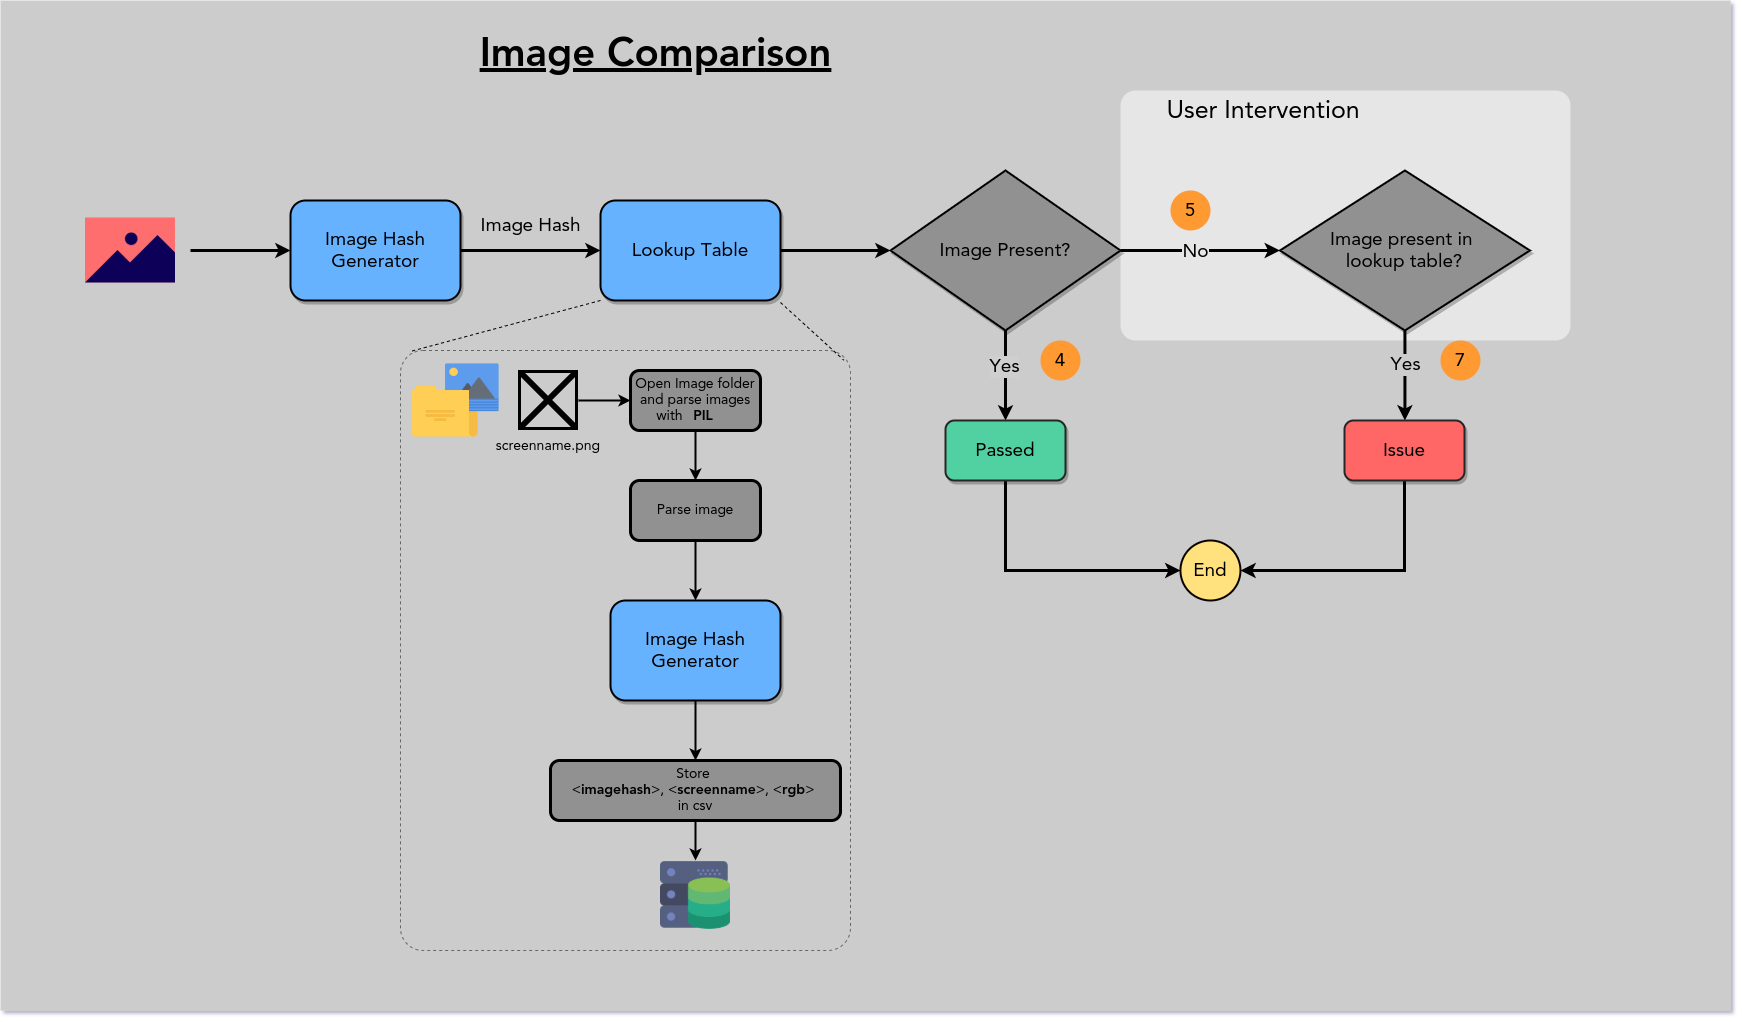 Image Comparison
User Intervention
Image Hash
Generator
Image Hash
Lookup Table
Image Present?
5
No
Image present in
lookup table?
Yes
4
Yes
7
Passed
Issue
End
screenname.png
Open Image folder
and parse images
with PIL
Parse image
Image Hash
Generator
Store
<imagehash>, <screenname>, <rgb>
in csv